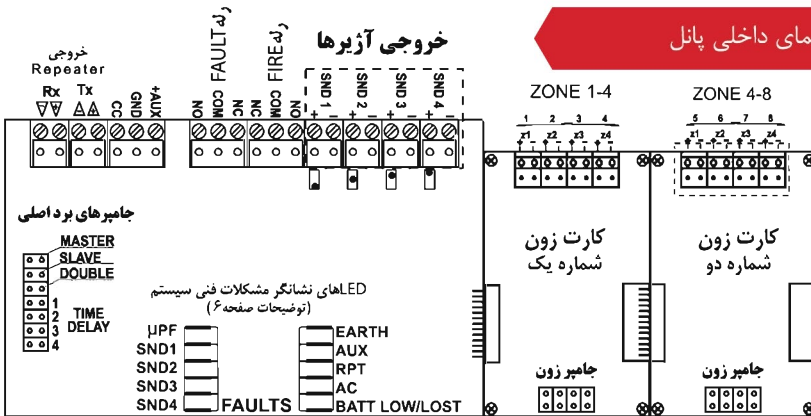 مای داخلی پانل
خروجی آژیرها
خروجی
Repeater
Rx
Tx
CC
GND
+AUX
رله FAULT
NO
COM
NC
رله FIRE
NC
COM
NO
SND 1
SND 2
SND 3
SND 4
+ − + − + − + −
ZONE 1-4
1 2 3 4
z1 z2 z3 z4
ZONE 4-8
5 6 7 8
z1 z2 z3 z4
جامپرهای برد اصلی
MASTER
SLAVE
DOUBLE
1
2
3
4
TIME
DELAY
LEDهای نشانگر مشکلات فنی سیستم
(توضیحات صفحه۶)
µPF
SND1
SND2
SND3
SND4
FAULTS
EARTH
AUX
RPT
AC
BATT LOW/LOST
کارت زون
شماره یک
جامپر زون
کارت زون
شماره دو
جامپر زون